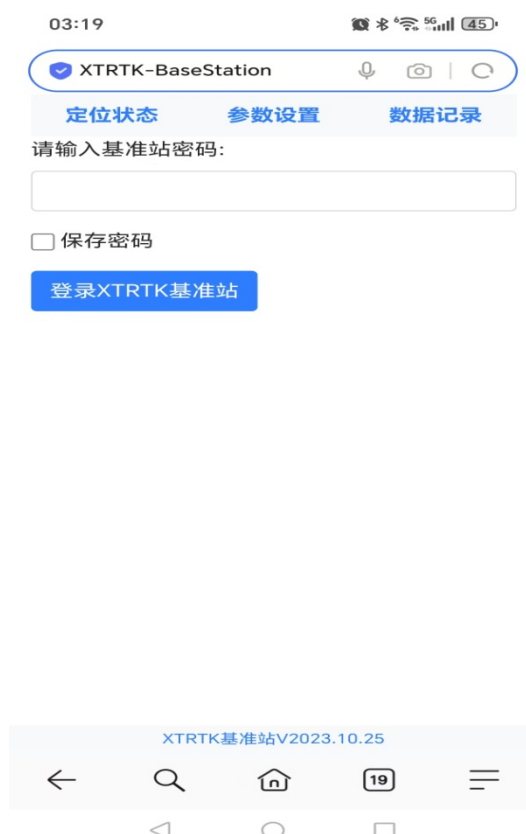 03:19
6 5G 45
XTRTK-BaseStation
定位状态 参数设置 数据记录
请输入基准站密码:
保存密码
登录XTRTK基准站
XTRTK基准站V2023.10.25
19